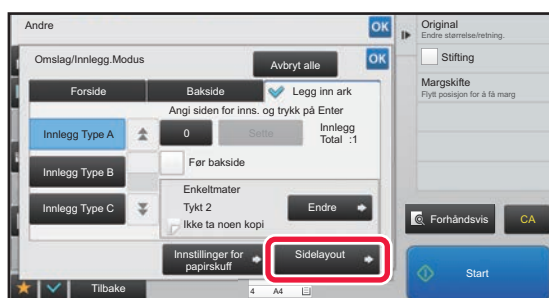 Andre
OK
Omslag/Innlegg.Modus
Avbryt alle
OK
Forside
Bakside
Legg inn ark
Angi siden for inns. og trykk på Enter
Innlegg Type A
0
Sette
Innlegg
Total :1
Før bakside
Innlegg Type B
Enkeltmater
Tykt 2
Ikke ta noen kopi
Endre
Innlegg Type C
Innstillinger for
papirskuff
Sidelayout
Tilbake
4 A4
Original
Endre størrelse/retning.
Stifting
Margskifte
Flytt posisjon for å få marg
Forhåndsvis
CA
Start